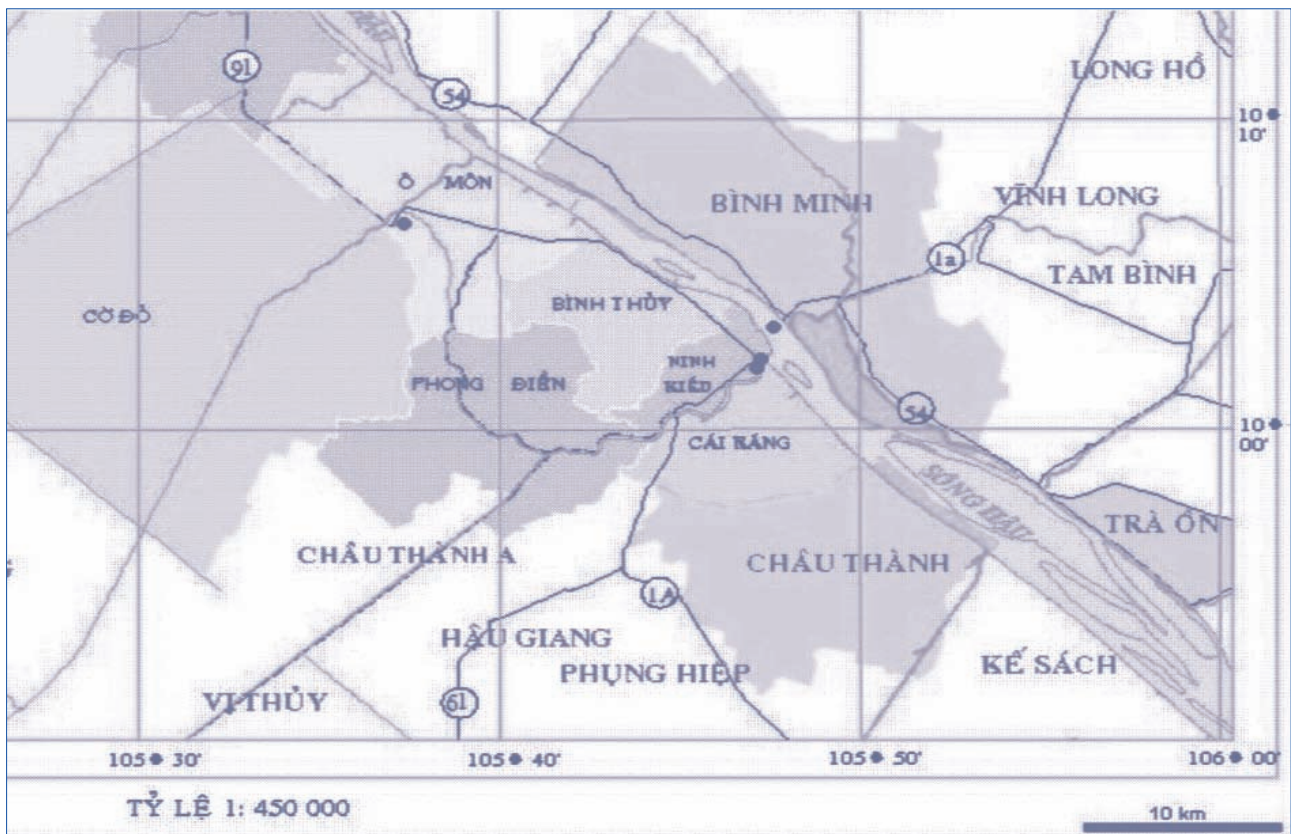 91
HẬU
54
LONG HỒ
10●
10'
Ô MÔN
BÌNH MINH
VĨNH LONG
1a
TAM BÌNH
CỜ ĐỎ
BÌNH THỦY
NINH
KIỀU
PHONG ĐIỀN
54
10●
00'
CÁI RĂNG
SÔNG HẬU
TRÀ ÔN
CHÂU THÀNH A
CHÂU THÀNH
1A
HẬU GIANG
KẾ SÁCH
PHỤNG HIỆP
VỊ THỦY
61
105●30'
105●40'
105●50'
106●00'
TỶ LỆ 1: 450 000
10 km